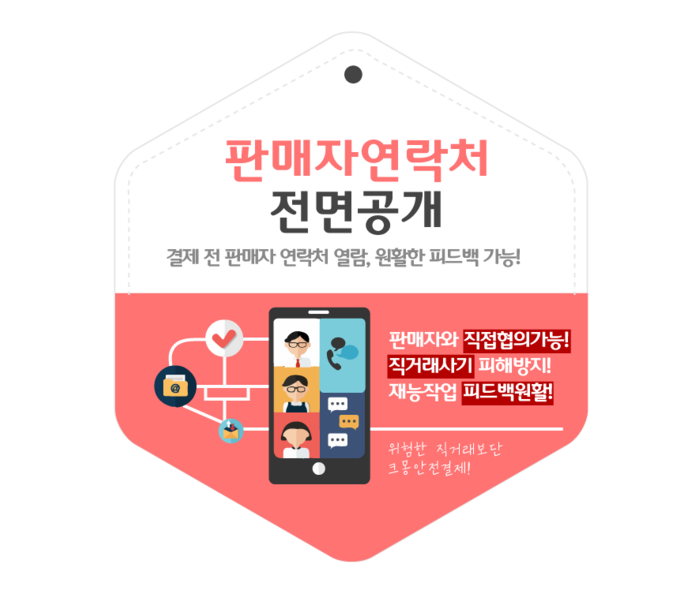 판매자연락처
전면공개
결제 전 판매자 연락처 열람, 원활한 피드백 가능!
판매자와 직접협의가능!
직거래사기 피해방지!
재능작업 피드백원활!
위험한 직거래보단
크몽안전결제!